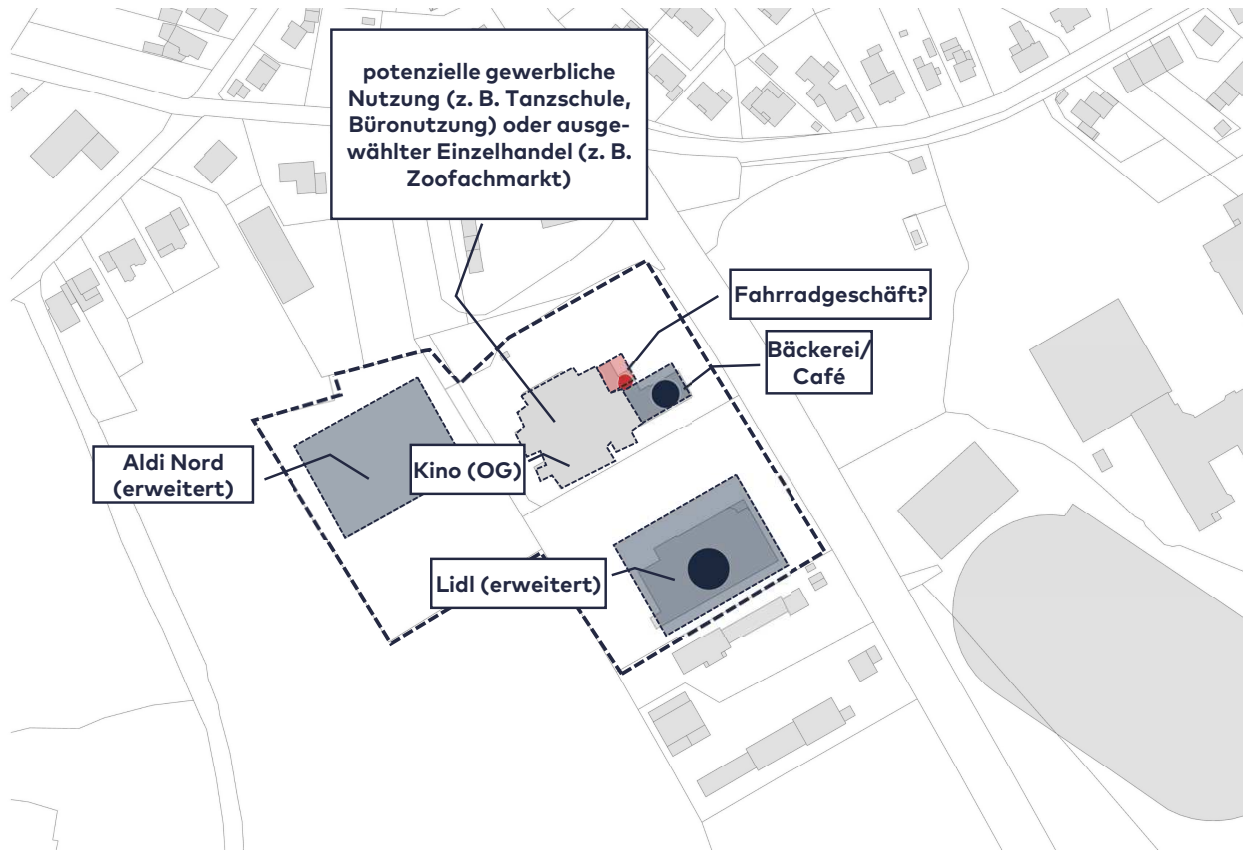 potenzielle gewerbliche
Nutzung (z. B. Tanzschule,
Büronutzung) oder ausge-
wählter Einzelhandel (z. B.
Zoofachmarkt)
Fahrradgeschäft?
Bäckerei/
Café
Aldi Nord
(erweitert)
Kino (OG)
Lidl (erweitert)